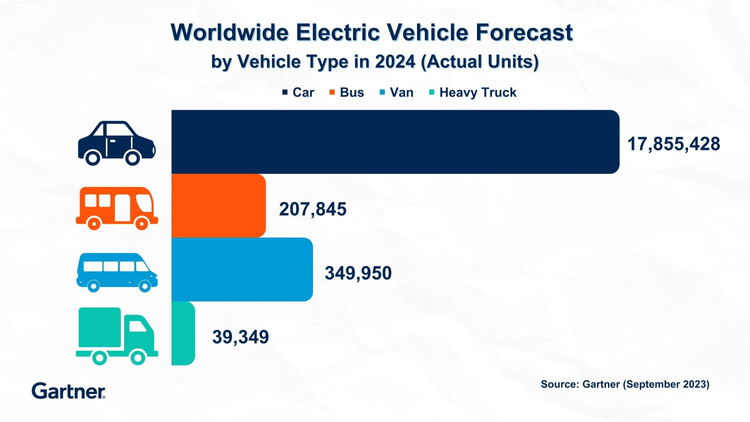 Worldwide Electric Vehicle Forecast
by Vehicle Type in 2024 (Actual Units)
Car Bus Van Heavy Truck
17,855,428
207,845
349,950
39,349
Gartner
Source: Gartner (September 2023)